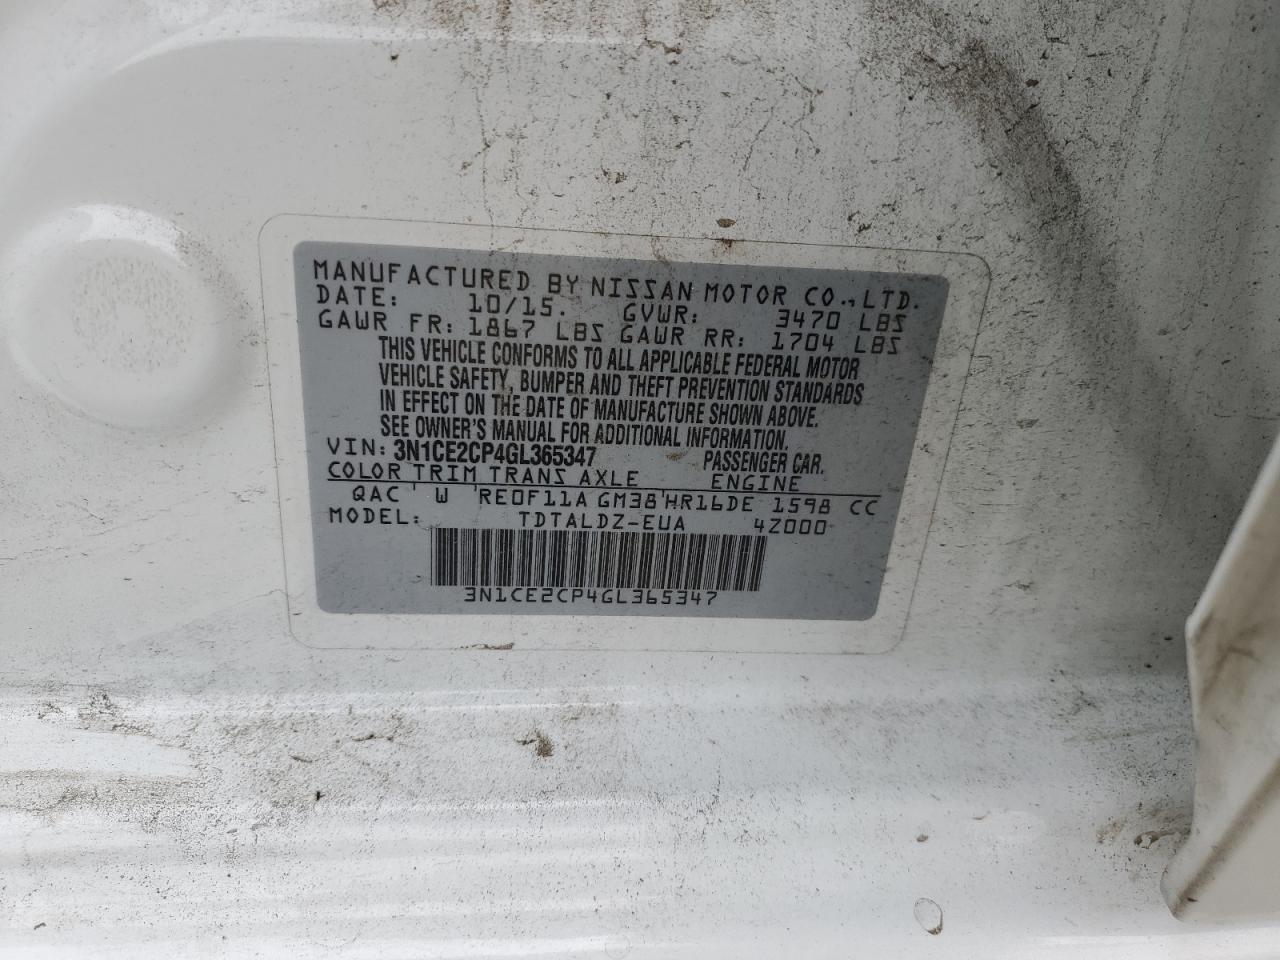 MANUFACTURED BY NISSAN MOTOR CO., LTD.
DATE: 10/15. GVWR: 3470 LBS
GAWR FR: 1867 LBS GAWR RR: 1704 LBS
THIS VEHICLE CONFORMS TO ALL APPLICABLE FEDERAL MOTOR
VEHICLE SAFETY, BUMPER AND THEFT PREVENTION STANDARDS
IN EFFECT ON THE DATE OF MANUFACTURE SHOWN ABOVE.
SEE OWNER'S MANUAL FOR ADDITIONAL INFORMATION.
VIN: 3N1CE2CP4GL365347 PASSENGER CAR.
COLOR TRIM TRANS AXLE ENGINE
QAC' W 'RE0F11A GM38'HR16DE 1598 CC
MODEL: TDTALDZ-EUA 4Z000
3N1CE2CP4GL365347